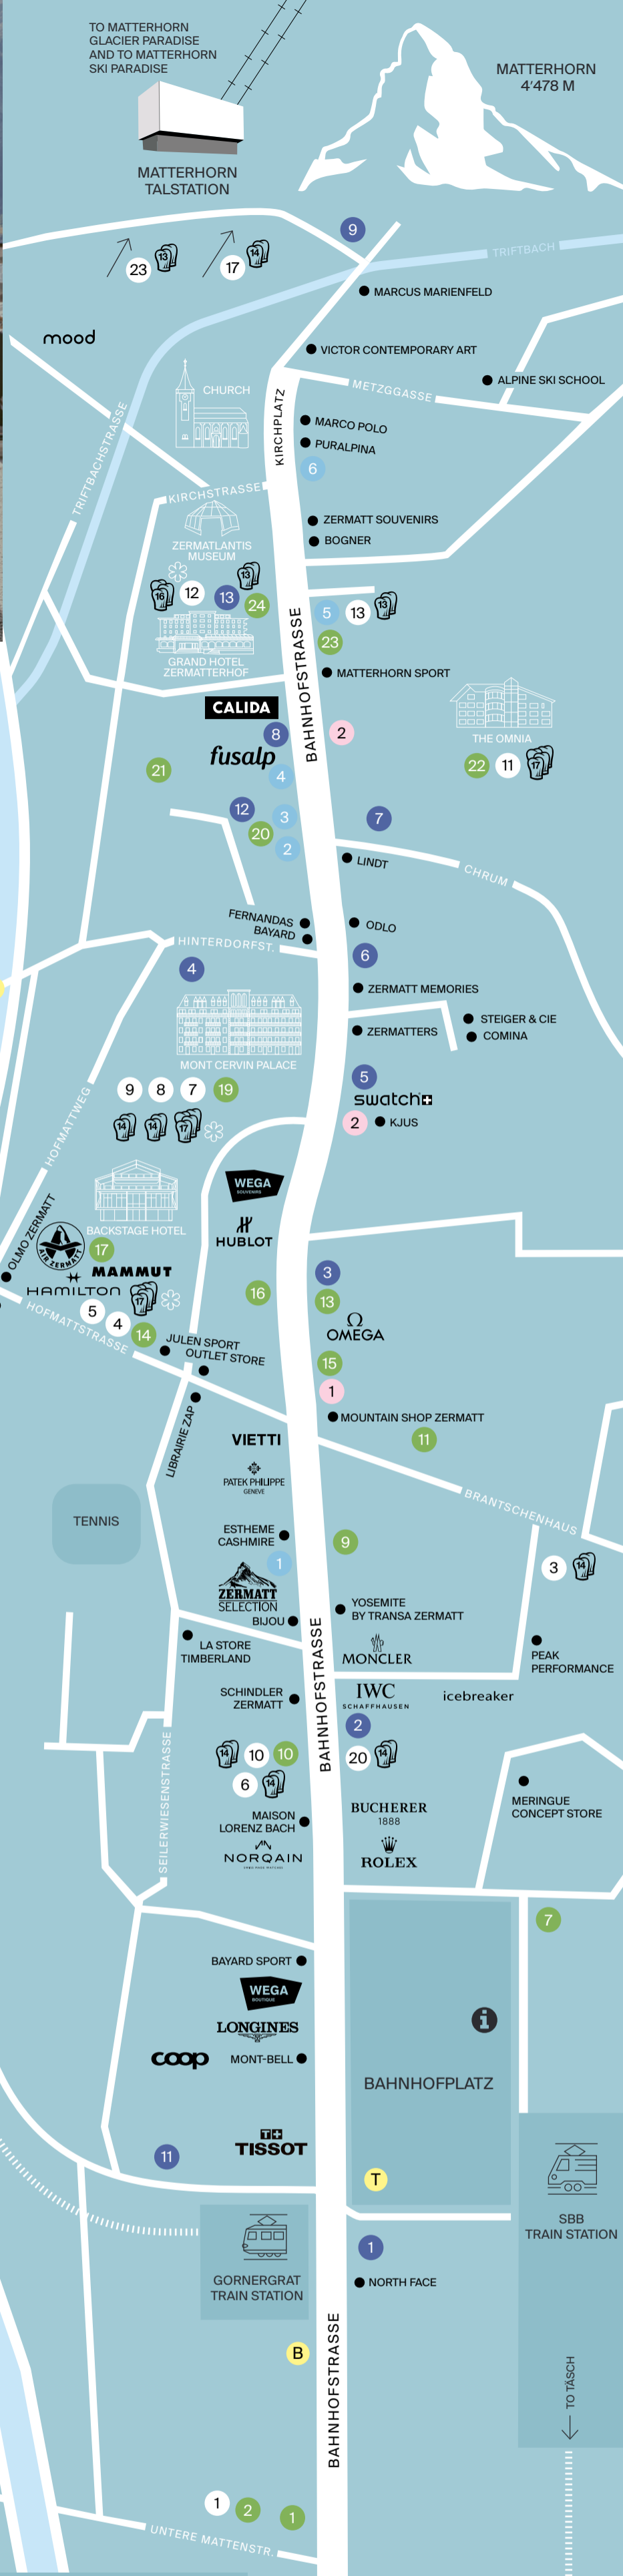 TO MATTERHORN
GLACIER PARADISE
AND TO MATTERHORN
SKI PARADISE
MATTERHORN
4'478 M
MATTERHORN
TALSTATION
9
TRIFTBACH
23
13
17
14
MARCUS MARIENFELD
mood
VICTOR CONTEMPORARY ART
ALPINE SKI SCHOOL
METZGGASSE
CHURCH
KIRCHPLATZ
MARCO POLO
PURALPINA
6
TRIFTBACHSTRASSE
KIRCHSTRASSE
ZERMATLANTIS
MUSEUM
ZERMATT SOUVENIRS
BOGNER
16
12
13
13
24
5
13
13
23
GRAND HOTEL
ZERMATTERHOF
BAHNHOFSTRASSE
MATTERHORN SPORT
CALIDA
8
2
fusalp
4
THE OMNIA
22
11
17
21
12
3
20
2
7
LINDT
CHRUM
FERNANDAS
BAYARD
ODLO
HINTERDORFST.
6
4
ZERMATT MEMORIES
STEIGER & CIE
COMINA
ZERMATTERS
MONT CERVIN PALACE
5
swatch
9
8
7
19
2
KJUS
14
14
17
HOFMATTWEG
WEGA
SOUVENIRS
HUBLOT
BACKSTAGE HOTEL
OLMO ZERMATT
AIR ZERMATT
17
MAMMUT
HAMILTON
17
5
4
14
HOFMATTSTRASSE
3
16
13
Ω
OMEGA
JULEN SPORT
OUTLET STORE
15
1
MOUNTAIN SHOP ZERMATT
11
LIBRAIRIE ZAP
VIETTI
PATEK PHILIPPE
GENEVE
BRANTSCHENHAUS
TENNIS
ESTHEME
CASHMERE
9
1
3
14
ZERMATT
SELECTION
BIJOU
YOSEMITE
BY TRANSA ZERMATT
LA STORE
TIMBERLAND
MONCLER
PEAK
PERFORMANCE
BAHNHOFSTRASSE
SCHINDLER
ZERMATT
IWC
SCHAFFHAUSEN
icebreaker
2
14
10
10
20
14
6
14
SEILERWIESENSTRASSE
MERINGUE
CONCEPT STORE
MAISON
LORENZ BACH
BUCHERER
1888
NORQAIN
ROLEX
7
BAYARD SPORT
WEGA
BOUTIQUE
LONGINES
coop
MONT-BELL
i
BAHNHOFPLATZ
TISSOT
11
T
SBB
TRAIN STATION
1
GORNERGRAT
TRAIN STATION
NORTH FACE
B
BAHNHOFSTRASSE
TO TÄSCH
1
2
1
UNTERE MATTENSTR.